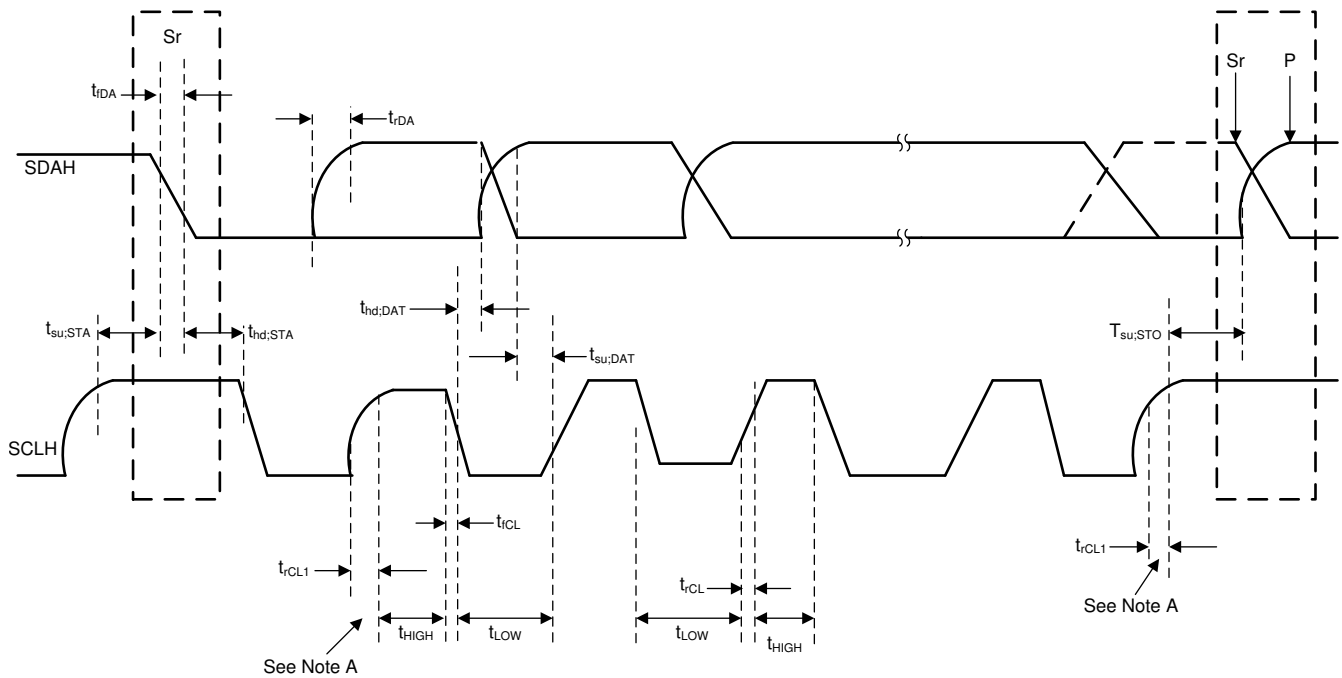 Sr
Sr P
tfDA
trDA
SDAH
thd;DAT
tsu;STA
thd;STA
Tsu;STO
tsu;DAT
SCLH
tfCL
trCL1
trCL
trCL1
See Note A
tHIGH
tLOW
tLOW
tHIGH
See Note A